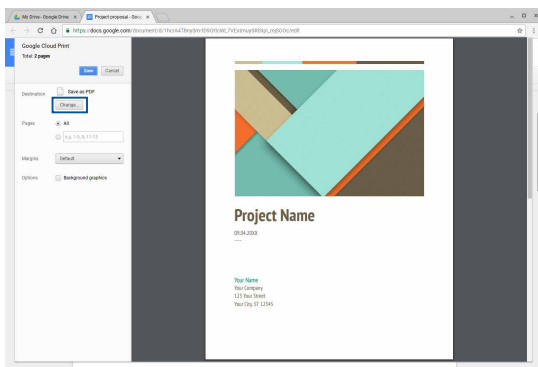 My Drive - Google Drive
Project proposal - Goog
https://docs.google.com
Google Cloud Print
Total: 2 pages
Save
Cancel
Destination
Save as PDF
Change...
Pages
All
e.g. 1-5, 8, 11-13
Margins
Default
Options
Background graphics
Project Name
09.04.20XX
Your Name
Your Company
123 Your Street
Your City, ST 12345